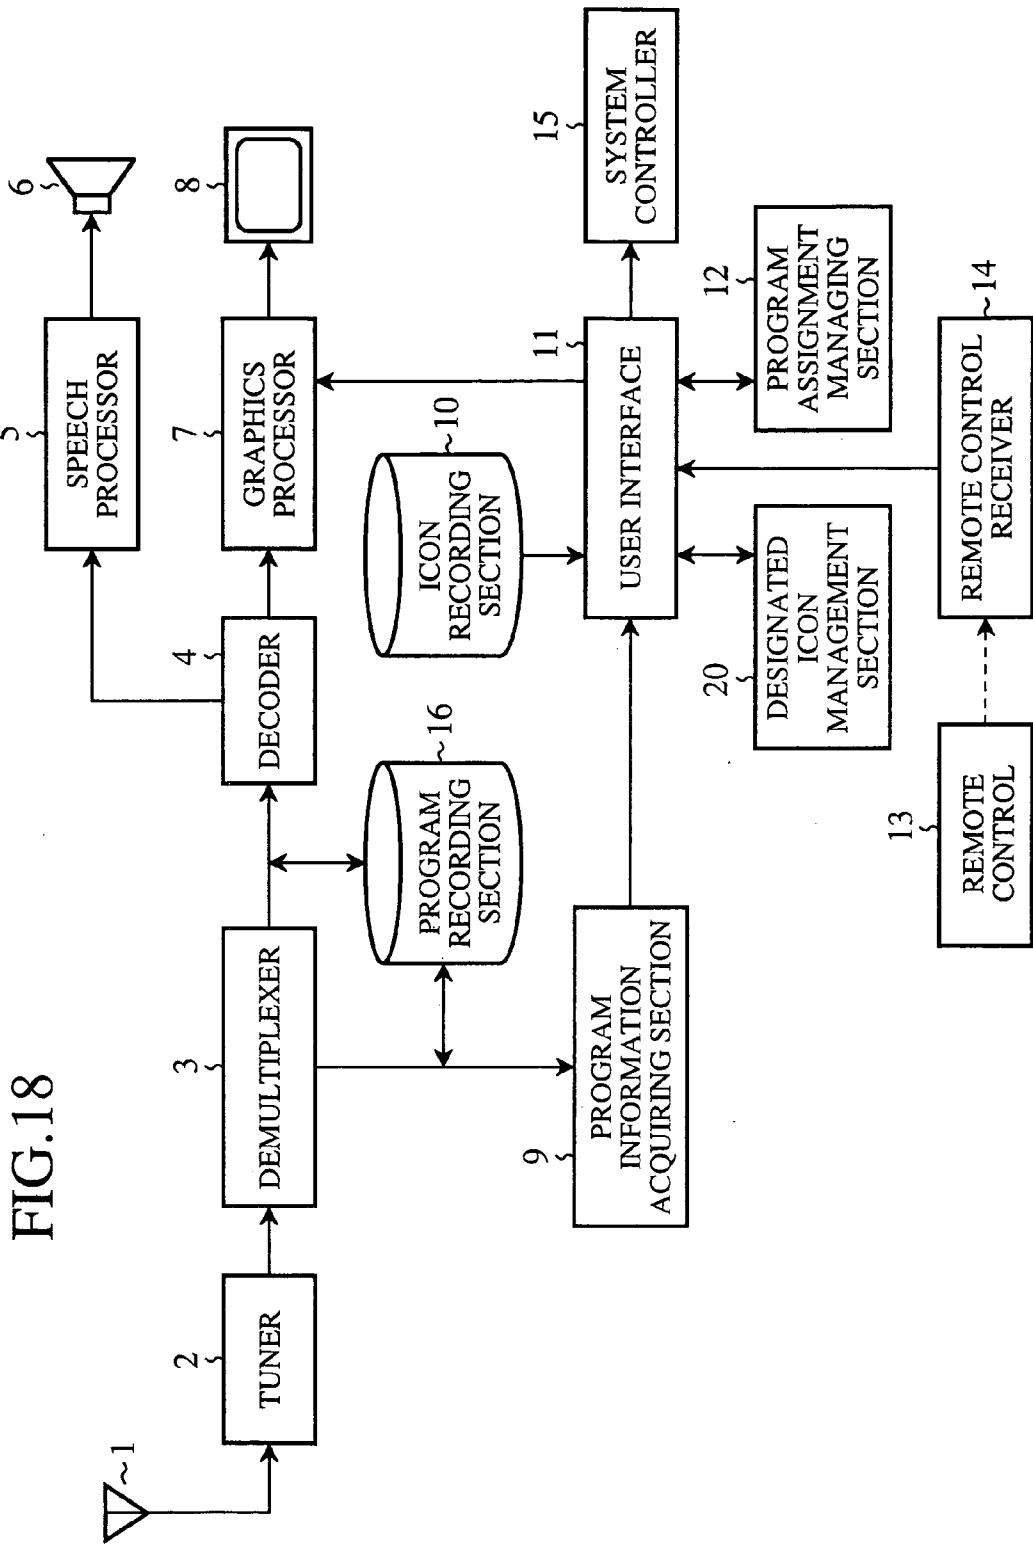 FIG.18
1
2
TUNER
3
DEMULTIPLEXER
4
DECODER
5
SPEECH
PROCESSOR
6
7
GRAPHICS
PROCESSOR
8
16
PROGRAM
RECORDING
SECTION
10
ICON
RECORDING
SECTION
9
PROGRAM
INFORMATION
ACQUIRING SECTION
11
USER INTERFACE
15
SYSTEM
CONTROLLER
20
DESIGNATED
ICON
MANAGEMENT
SECTION
12
PROGRAM
ASSIGNMENT
MANAGING
SECTION
13
REMOTE
CONTROL
14
REMOTE CONTROL
RECEIVER